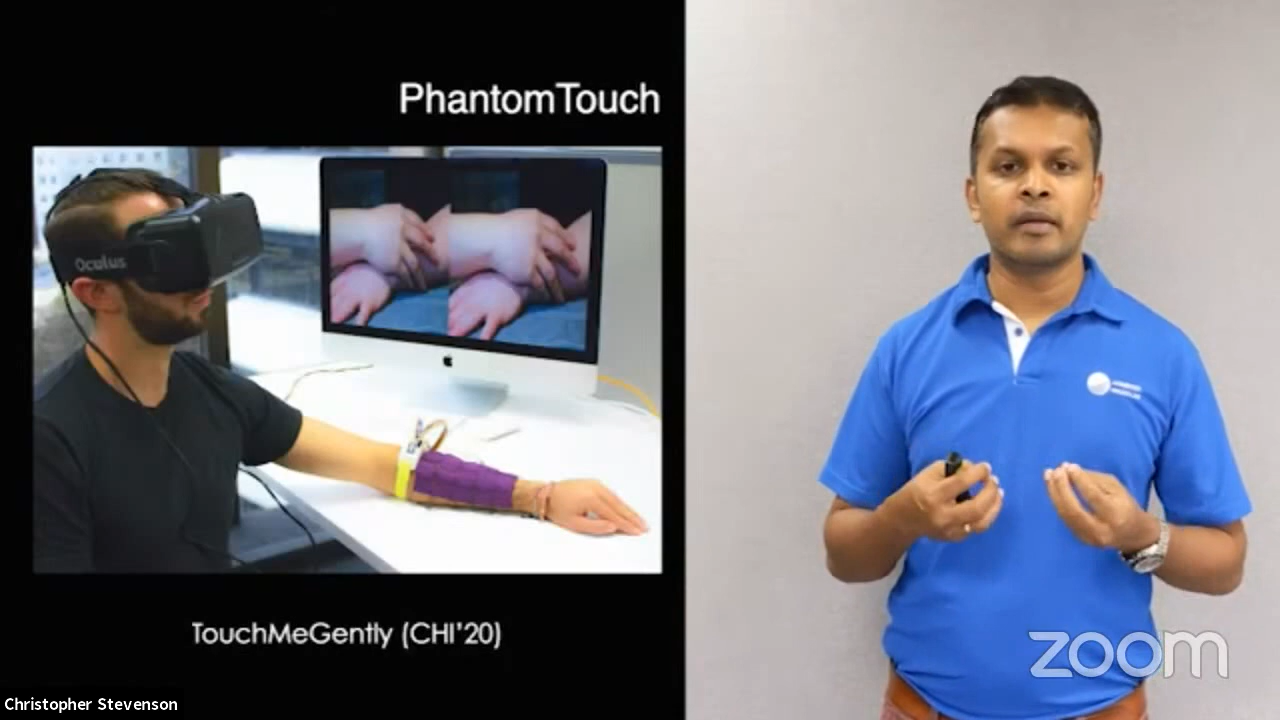 PhantomTouch
Oculus
TouchMeGently (CHI'20)
zoom
Christopher Stevenson